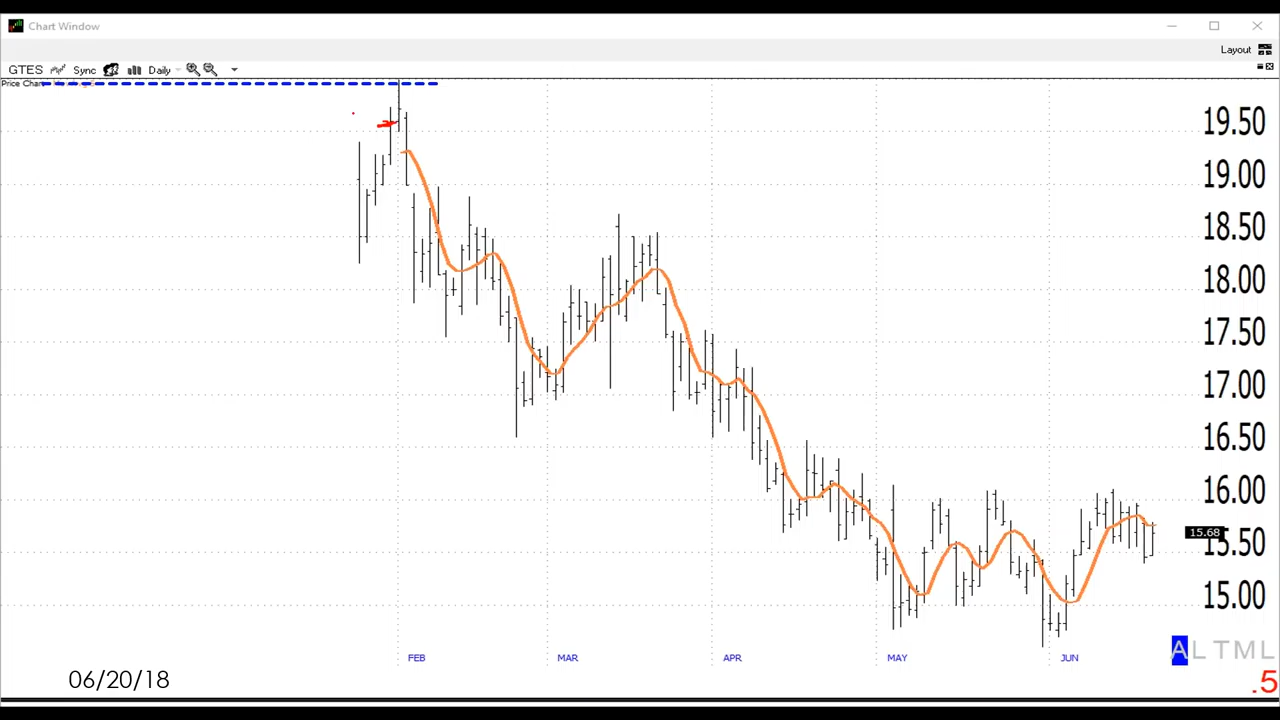 Chart Window
Layout
GTES Sync Daily
Price Chart
19.50
19.00
18.50
18.00
17.50
17.00
16.50
16.00
15.68
15.50
15.00
FEB MAR APR MAY JUN
ALTML
06/20/18
.5